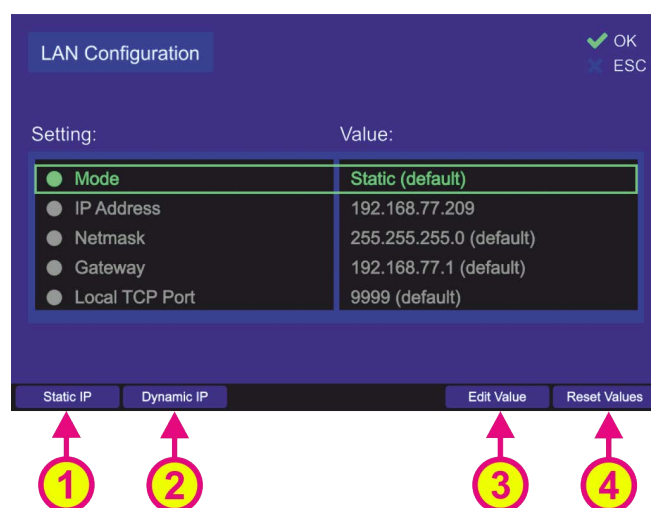 LAN Configuration
OK
ESC
Setting: Value:
Mode Static (default)
IP Address 192.168.77.209
Netmask 255.255.255.0 (default)
Gateway 192.168.77.1 (default)
Local TCP Port 9999 (default)
Static IP Dynamic IP Edit Value Reset Values
1 2 3 4